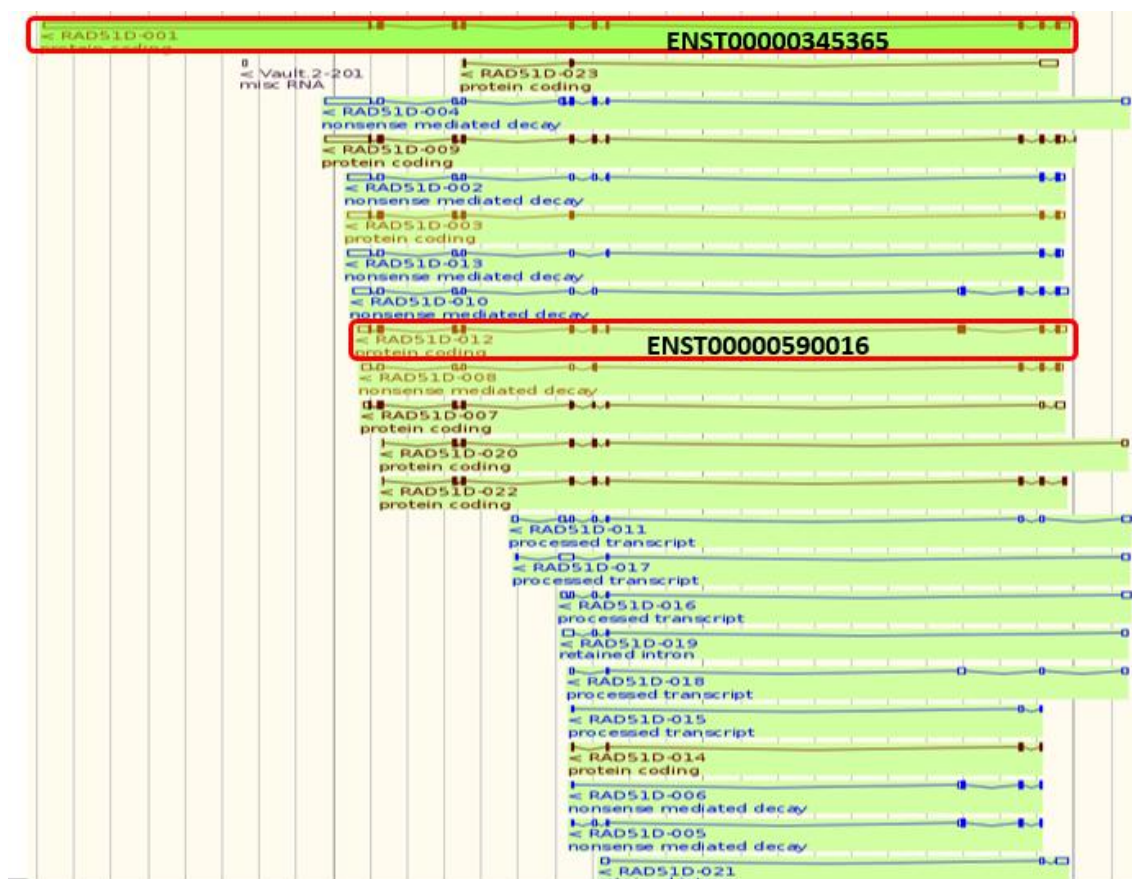 < RAD51D-001
protein coding
ENST00000345365
< Vault.2-201
misc RNA
< RAD51D-023
protein coding
< RAD51D-004
nonsense mediated decay
< RAD51D-009
protein coding
< RAD51D-002
nonsense mediated decay
< RAD51D-003
protein coding
< RAD51D-013
nonsense mediated decay
< RAD51D-010
nonsense mediated decay
< RAD51D-012
protein coding
ENST00000590016
< RAD51D-008
nonsense mediated decay
< RAD51D-007
protein coding
< RAD51D-020
protein coding
< RAD51D-022
protein coding
< RAD51D-011
processed transcript
< RAD51D-017
processed transcript
< RAD51D-016
processed transcript
< RAD51D-019
retained intron
< RAD51D-018
processed transcript
< RAD51D-015
processed transcript
< RAD51D-014
protein coding
< RAD51D-006
nonsense mediated decay
< RAD51D-005
nonsense mediated decay
< RAD51D-021